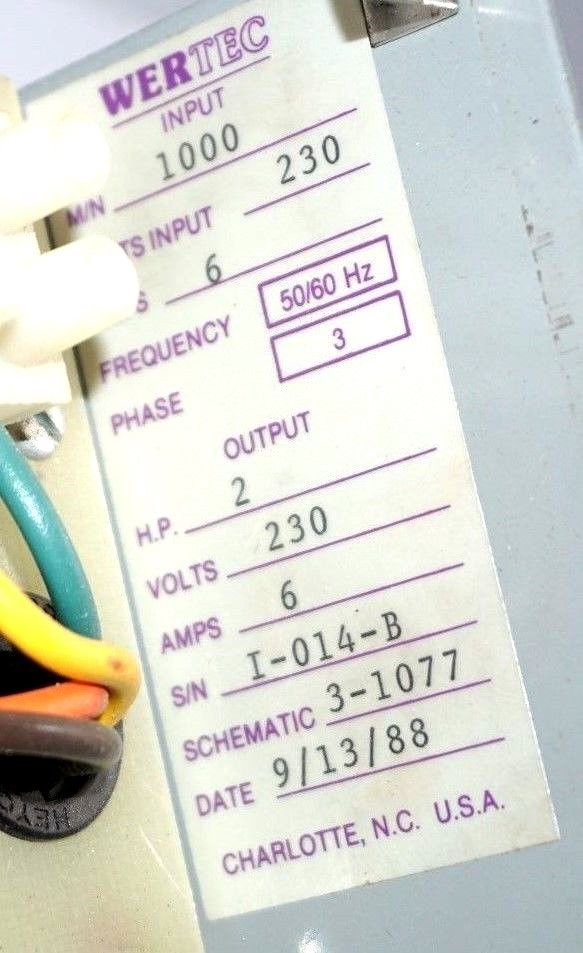 WERTEC
INPUT
M/N 1000
TS INPUT 230
S 6
FREQUENCY 50/60 Hz
PHASE 3
OUTPUT
H.P. 2
VOLTS 230
AMPS 6
S/N I-014-B
SCHEMATIC 3-1077
DATE 9/13/88
CHARLOTTE, N.C. U.S.A.
HEYC